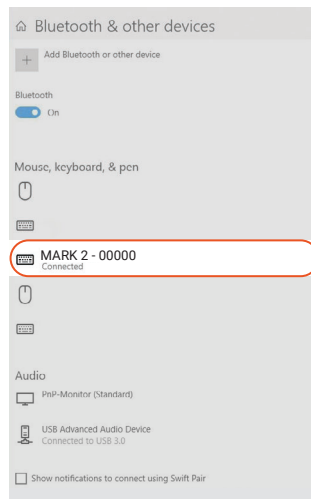 Bluetooth & other devices
Add Bluetooth or other device
Bluetooth
On
Mouse, keyboard, & pen
MARK 2 - 00000
Connected
Audio
PnP-Monitor (Standard)
USB Advanced Audio Device
Connected to USB 3.0
Show notifications to connect using Swift Pair